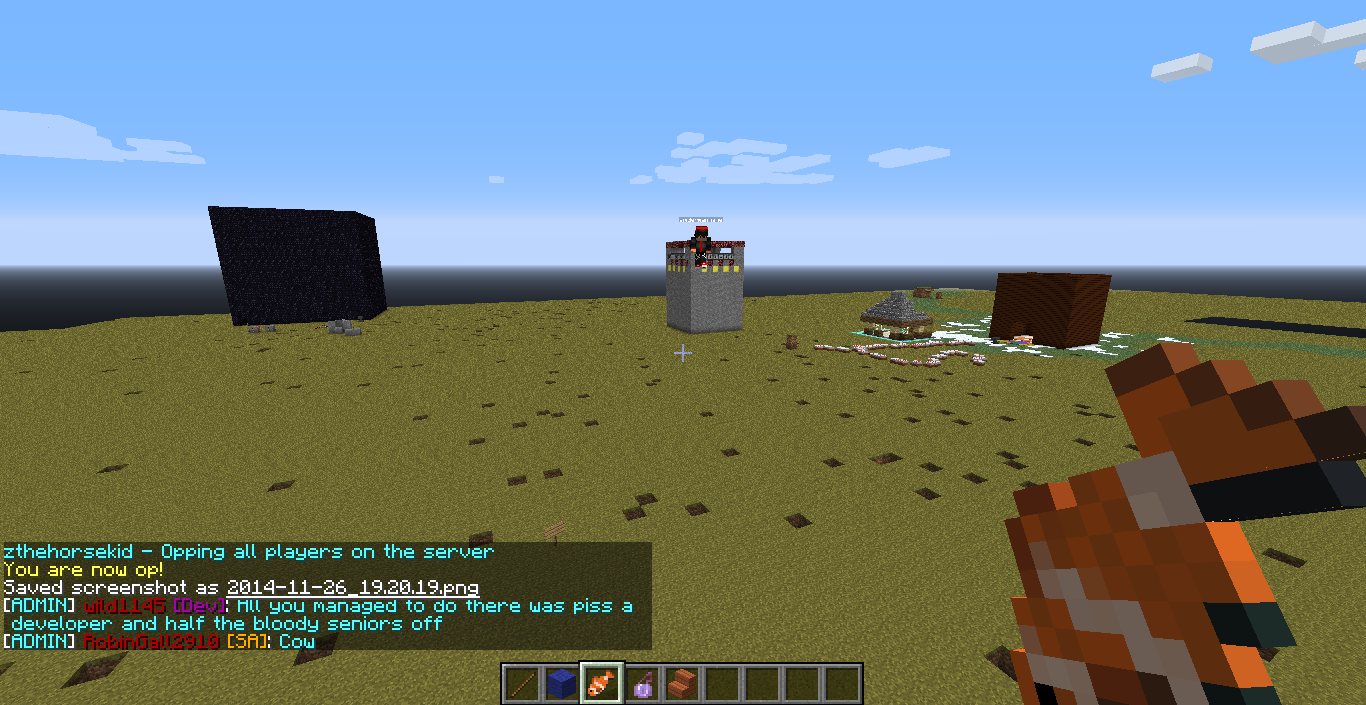 zthehorsekid - Opping all players on the server
You are now op!
Saved screenshot as 2014-11-26_19.20.19.png
[ADMIN] wild1145 [Dev]: All you managed to do there was piss a
developer and half the bloody seniors off
[ADMIN] RobinGall2910 [SA]: Cow